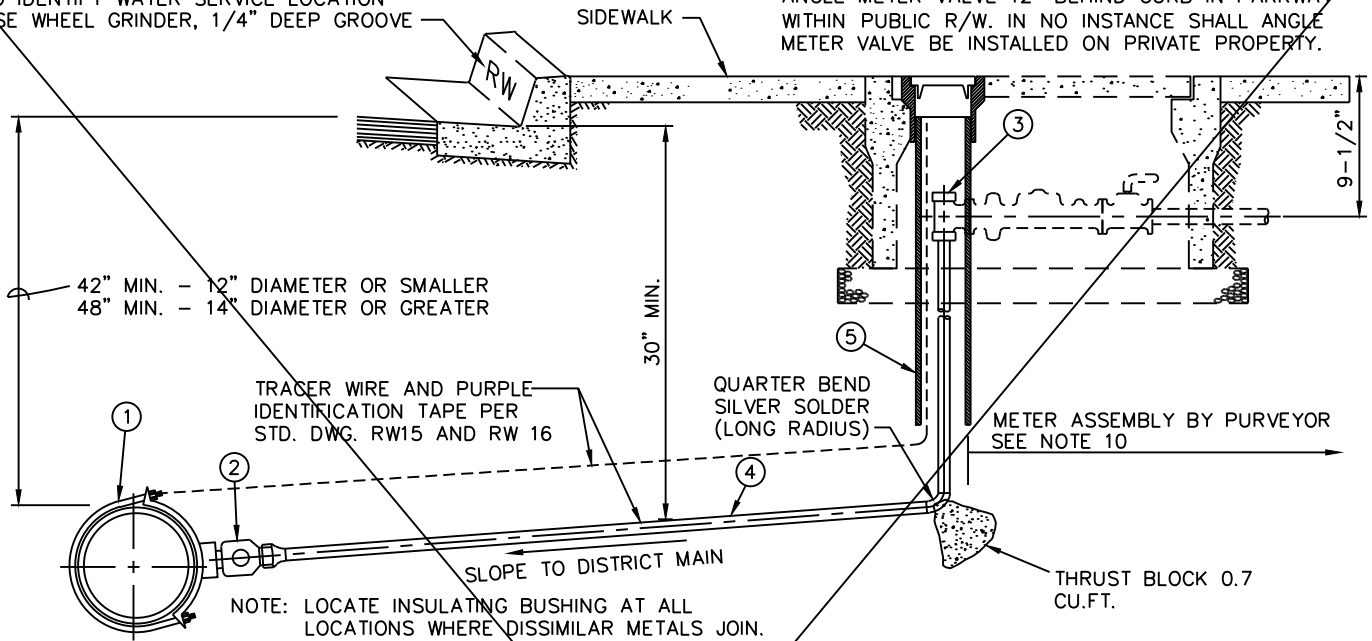 IDENTIFY WATER SERVICE LOCATION
WHEEL GRINDER, 1/4" DEEP GROOVE
SIDEWALK
ANGLE METER VALVE 12" BEHIND CURB IN PARKWAY
WITHIN PUBLIC R/W. IN NO INSTANCE SHALL ANGLE
METER VALVE BE INSTALLED ON PRIVATE PROPERTY.
RW
3
9-1/2"
42" MIN. - 12" DIAMETER OR SMALLER
48" MIN. - 14" DIAMETER OR GREATER
30" MIN.
5
TRACER WIRE AND PURPLE
IDENTIFICATION TAPE PER
STD. DWG. RW15 AND RW 16
QUARTER BEND
SILVER SOLDER
(LONG RADIUS)
METER ASSEMBLY BY PURVEYOR
SEE NOTE 10
1
2
4
SLOPE TO DISTRICT MAIN
THRUST BLOCK 0.7
CU.FT.
NOTE: LOCATE INSULATING BUSHING AT ALL
LOCATIONS WHERE DISSIMILAR METALS JOIN.